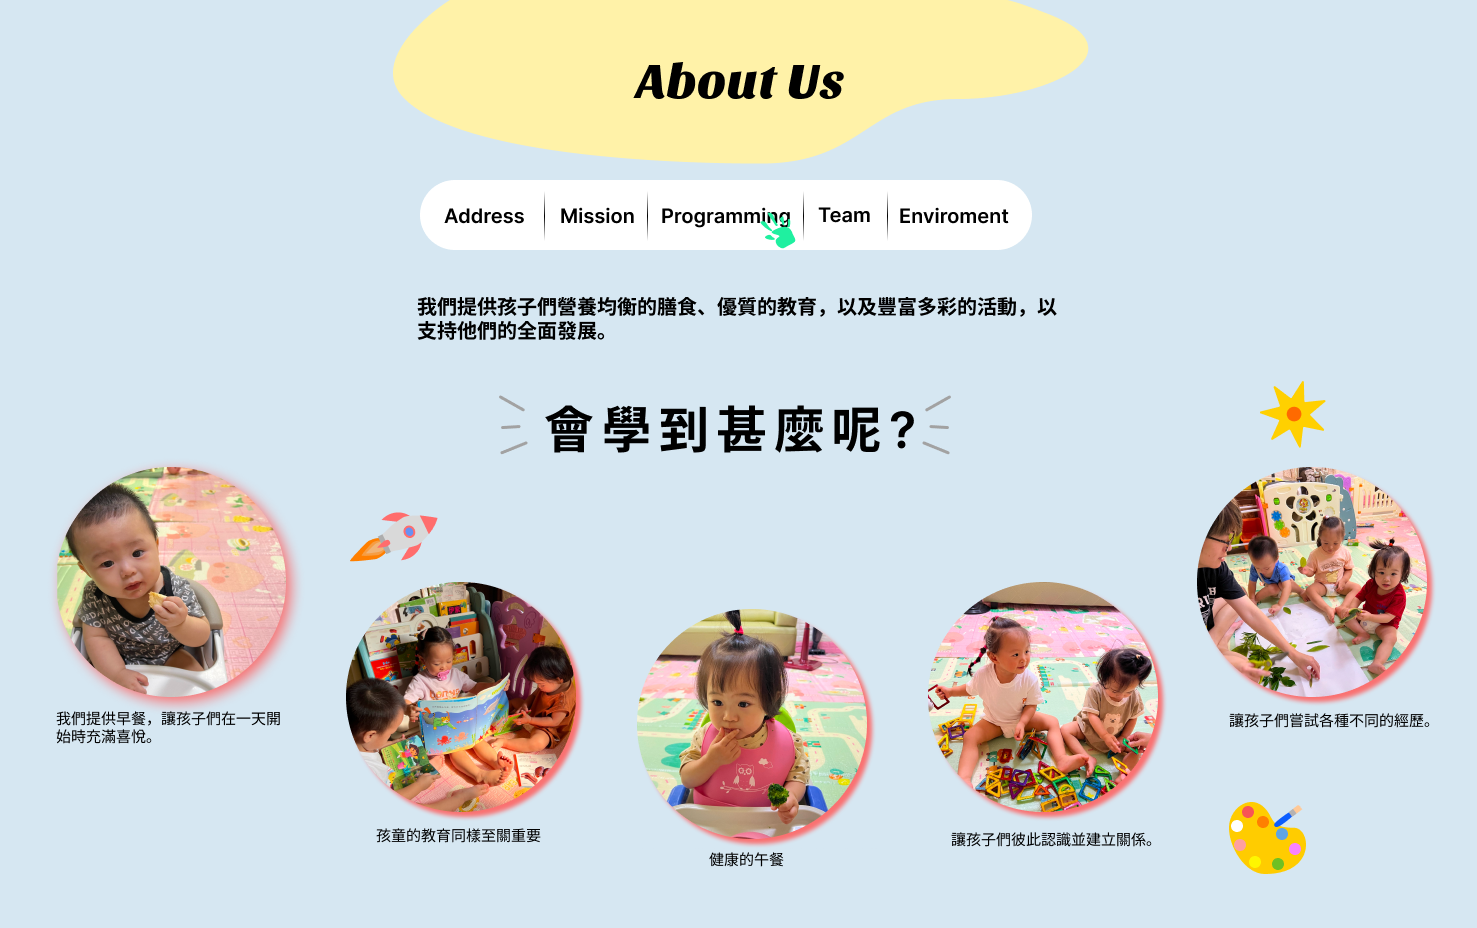 About Us
Address
Mission
Programming
Team
Enviroment
我們提供孩子們營養均衡的膳食、優質的教育，以及豐富多彩的活動，以
支持他們的全面發展。
會學到甚麼呢?
我們提供早餐，讓孩子們在一天開
始時充滿喜悅。
孩童的教育同樣至關重要
健康的午餐
讓孩子們彼此認識並建立關係。
讓孩子們嘗試各種不同的經歷。